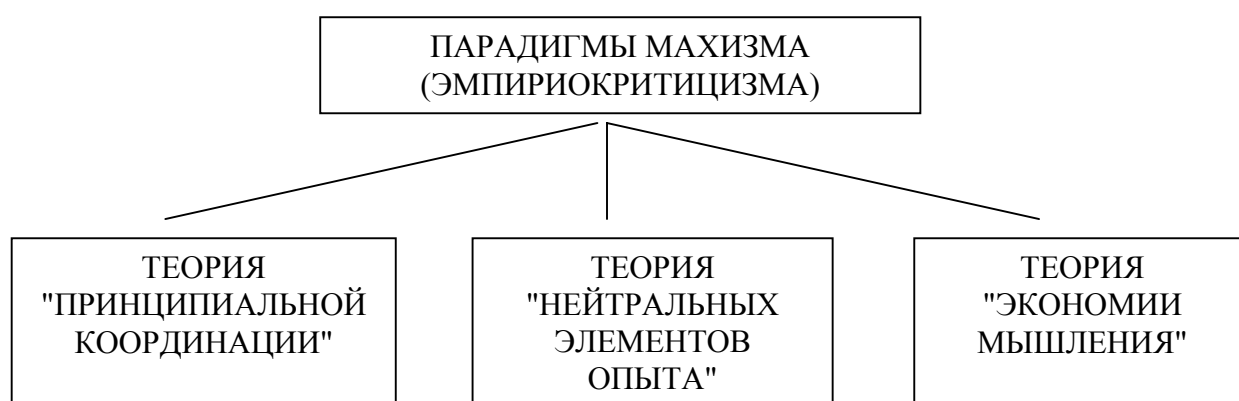 ПАРАДИГМЫ МАХИЗМА
(ЭМПИРИОКРИТИЦИЗМА)
ТЕОРИЯ
"ПРИНЦИПИАЛЬНОЙ
КООРДИНАЦИИ"
ТЕОРИЯ
"НЕЙТРАЛЬНЫХ
ЭЛЕМЕНТОВ
ОПЫТА"
ТЕОРИЯ
"ЭКОНОМИИ
МЫШЛЕНИЯ"